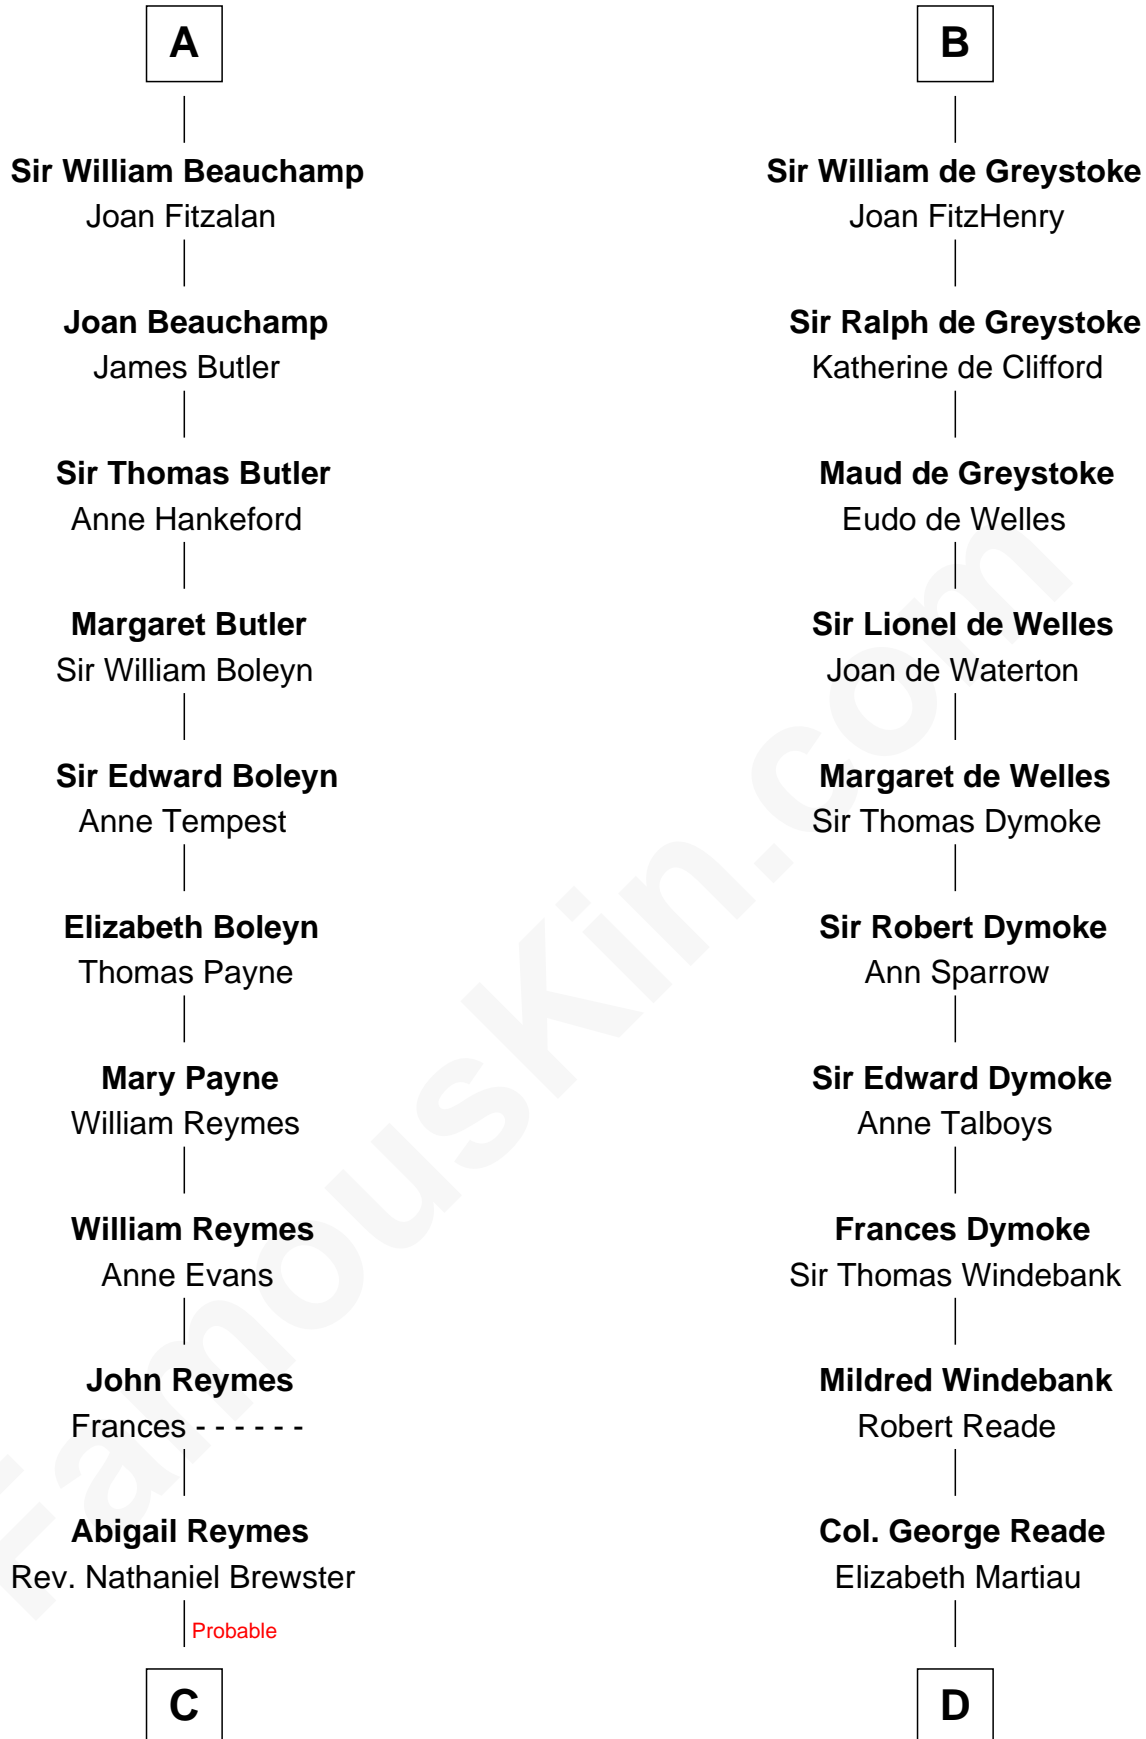 A
Sir William Beauchamp
Joan Fitzalan
Joan Beauchamp
James Butler
Sir Thomas Butler
Anne Hankeford
Margaret Butler
Sir William Boleyn
Sir Edward Boleyn
Anne Tempest
Elizabeth Boleyn
Thomas Payne
Mary Payne
William Reymes
William Reymes
Anne Evans
John Reymes
Frances - - - - - -
Abigail Reymes
Rev. Nathaniel Brewster
Probable
C
B
Sir William de Greystoke
Joan FitzHenry
Sir Ralph de Greystoke
Katherine de Clifford
Maud de Greystoke
Eudo de Welles
Sir Lionel de Welles
Joan de Waterton
Margaret de Welles
Sir Thomas Dymoke
Sir Robert Dymoke
Ann Sparrow
Sir Edward Dymoke
Anne Talboys
Frances Dymoke
Sir Thomas Windebank
Mildred Windebank
Robert Reade
Col. George Reade
Elizabeth Martiau
D
FamousKin.com